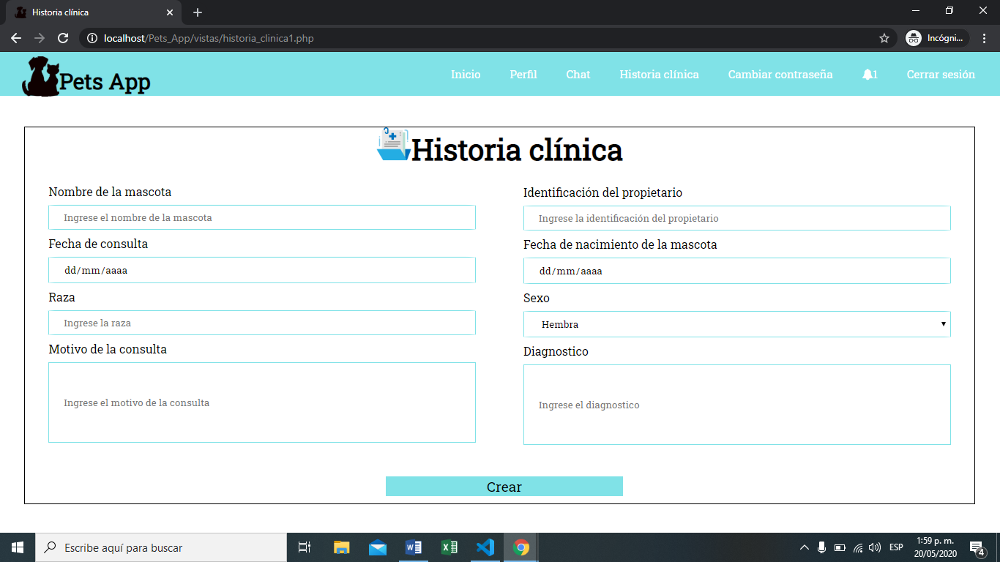 Historia clínica
localhost/Pets_App/vistas/historia_clinica1.php
Incógni...
Pets App
Inicio Perfil Chat Historia clínica Cambiar contraseña 1 Cerrar sesión
Historia clínica
Nombre de la mascota
Ingrese el nombre de la mascota
Identificación del propietario
Ingrese la identificación del propietario
Fecha de consulta
dd/mm/aaaa
Fecha de nacimiento de la mascota
dd/mm/aaaa
Raza
Ingrese la raza
Sexo
Hembra
Motivo de la consulta
Ingrese el motivo de la consulta
Diagnostico
Ingrese el diagnostico
Crear
Escribe aquí para buscar
ESP
1:59 p. m.
20/05/2020
4